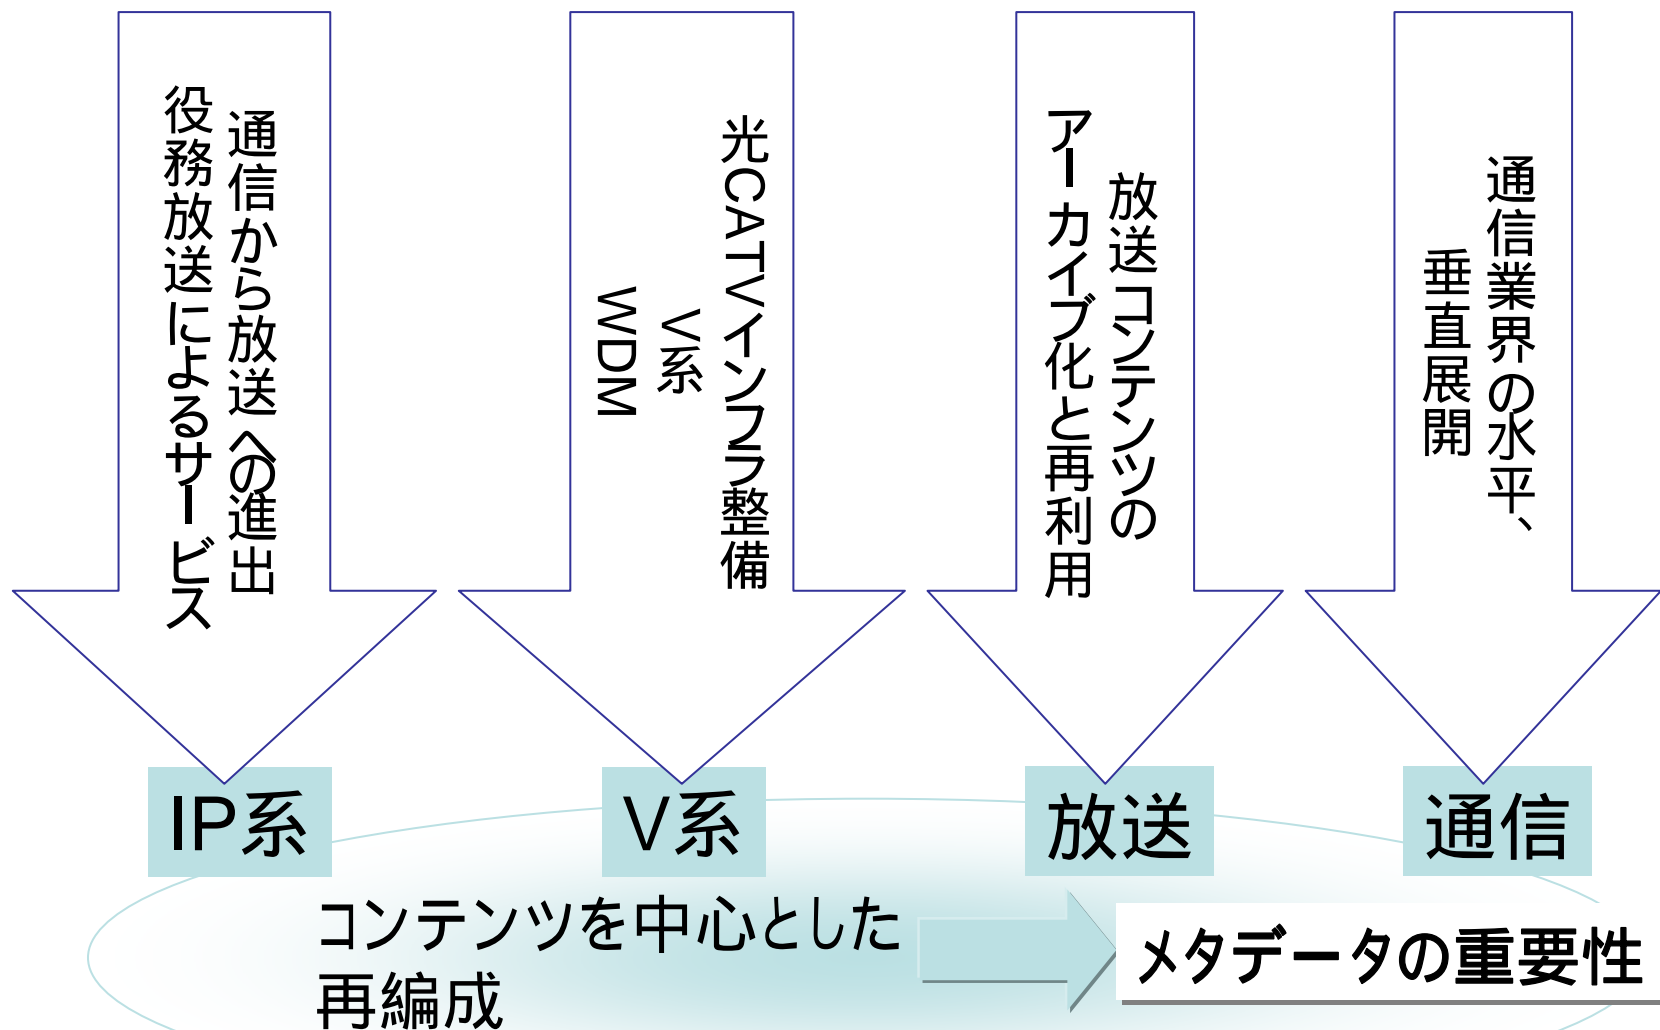 通信から放送への進出
役務放送によるサービス
光CATVインフラ整備
V系
WDM
放送コンテンツの
アーカイブ化と再利用
通信業界の水平、
垂直展開
IP系
V系
放送
通信
コンテンツを中心とした
再編成
メタデータの重要性